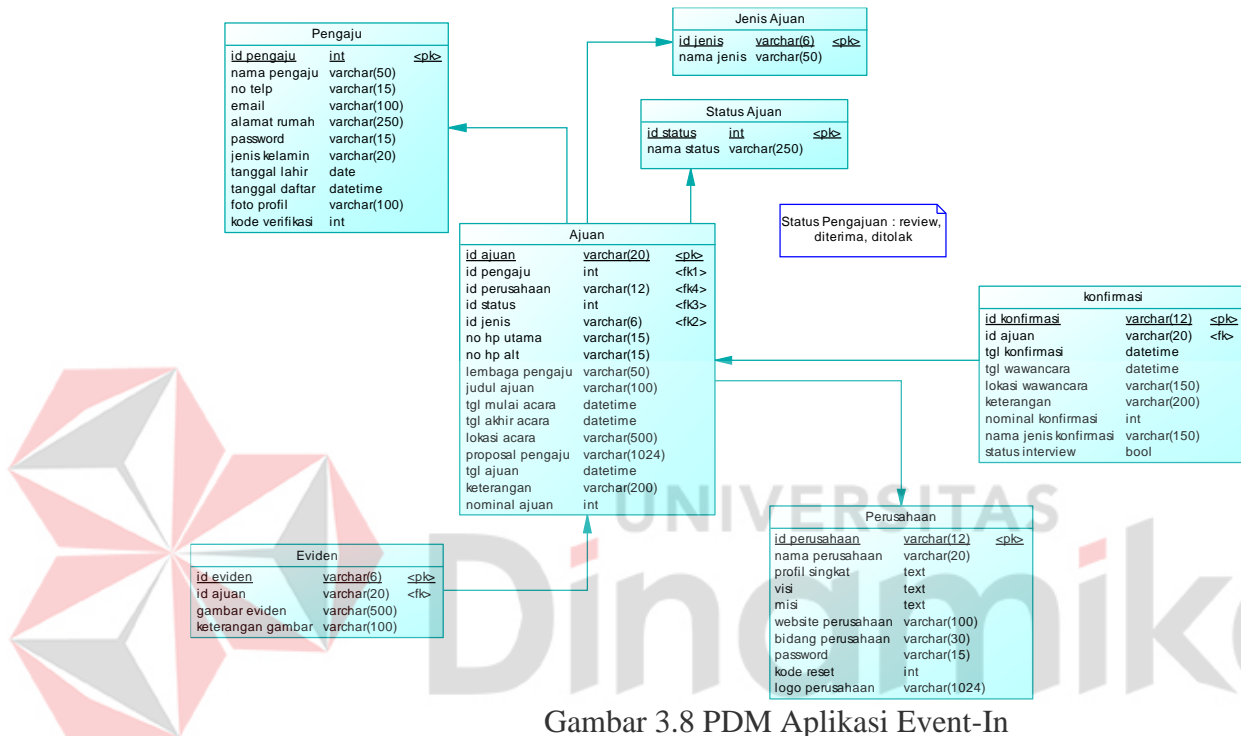 Pengaju
id pengaju int <pk>
nama pengaju varchar(50)
no telp varchar(15)
email varchar(100)
alamat rumah varchar(250)
password varchar(15)
jenis kelamin varchar(20)
tanggal lahir date
tanggal daftar datetime
foto profil varchar(100)
kode verifikasi int
Jenis Ajuan
id jenis varchar(6) <pk>
nama jenis varchar(50)
Status Ajuan
id status int <pk>
nama status varchar(250)
Status Pengajuan : review,
diterima, ditolak
Ajuan
id ajuan varchar(20) <pk>
id pengaju int <fk1>
id perusahaan varchar(12) <fk4>
id status int <fk3>
id jenis varchar(6) <fk2>
no hp utama varchar(15)
no hp alt varchar(15)
lembaga pengaju varchar(50)
judul ajuan varchar(100)
tgl mulai acara datetime
tgl akhir acara datetime
lokasi acara varchar(500)
proposal pengaju varchar(1024)
tgl ajuan datetime
keterangan varchar(200)
nominal ajuan int
konfirmasi
id konfirmasi varchar(12) <pk>
id ajuan varchar(20) <fk>
tgl konfirmasi datetime
tgl wawancara datetime
lokasi wawancara varchar(150)
keterangan varchar(200)
nominal konfirmasi int
nama jenis konfirmasi varchar(150)
status interview bool
UNIVERSITAS
Dinamika
Eviden
id eviden varchar(6) <pk>
id ajuan varchar(20) <fk>
gambar eviden varchar(500)
keterangan gambar varchar(100)
Perusahaan
id perusahaan varchar(12) <pk>
nama perusahaan varchar(20)
profil singkat text
visi text
misi text
website perusahaan varchar(100)
bidang perusahaan varchar(30)
password varchar(15)
kode reset int
logo perusahaan varchar(1024)
Gambar 3.8 PDM Aplikasi Event-In